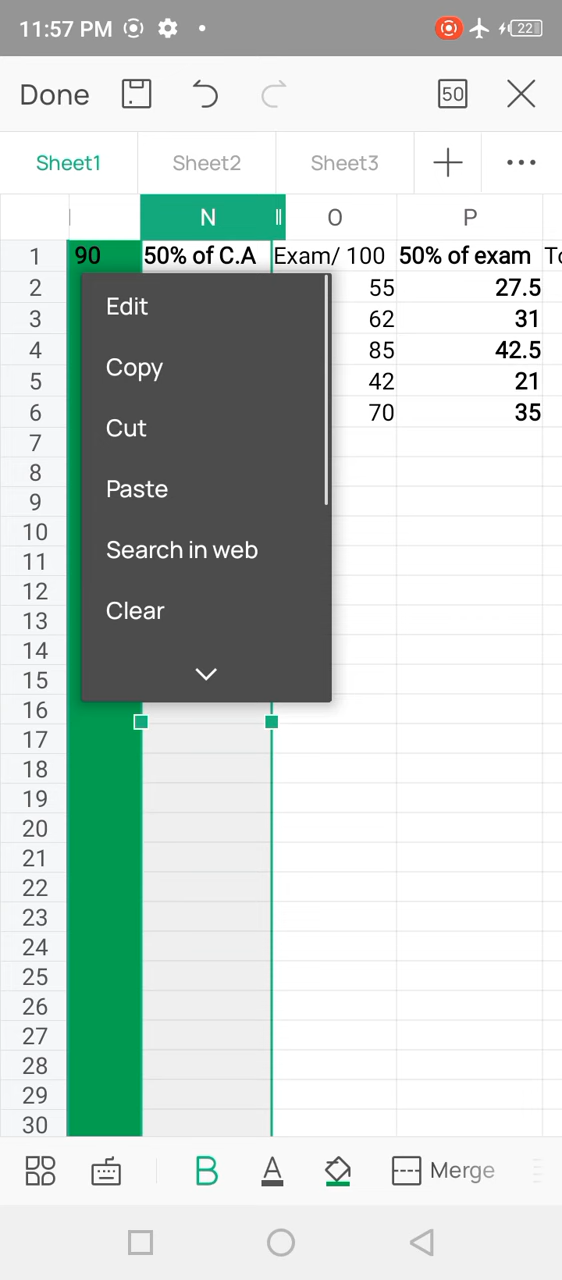 11:57 PM 22
Done 50
Sheet1 Sheet2 Sheet3
N O P
1 90 50% of C.A Exam/ 100 50% of exam To
2 55 27.5
3 62 31
4 85 42.5
5 42 21
6 70 35
Edit
Copy
Cut
Paste
Search in web
Clear
7
8
9
10
11
12
13
14
15
16
17
18
19
20
21
22
23
24
25
26
27
28
29
30
B A Merge